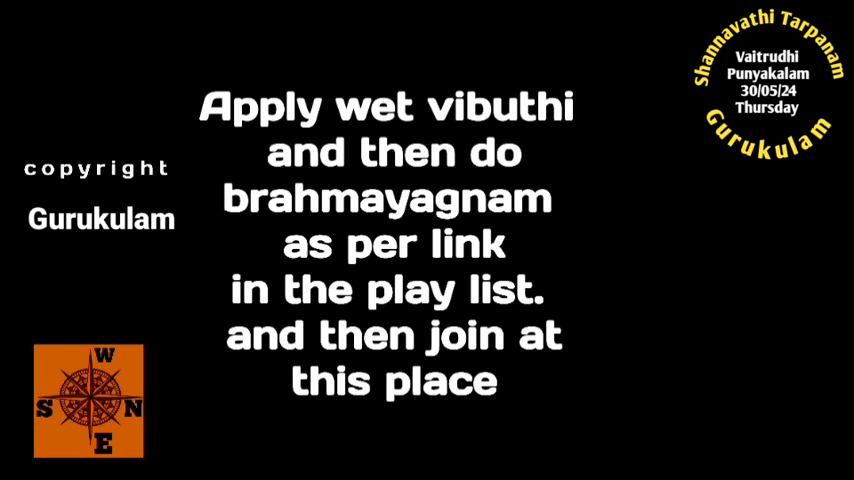 Shannavathi Tarpanam
Vaitrudhi
Punyakalam
30/05/24
Thursday
Gurukulam
Apply wet vibuthi
and then do
brahmayagnam
as per link
in the play list.
and then join at
this place
copyright
Gurukulam
W
S N
E